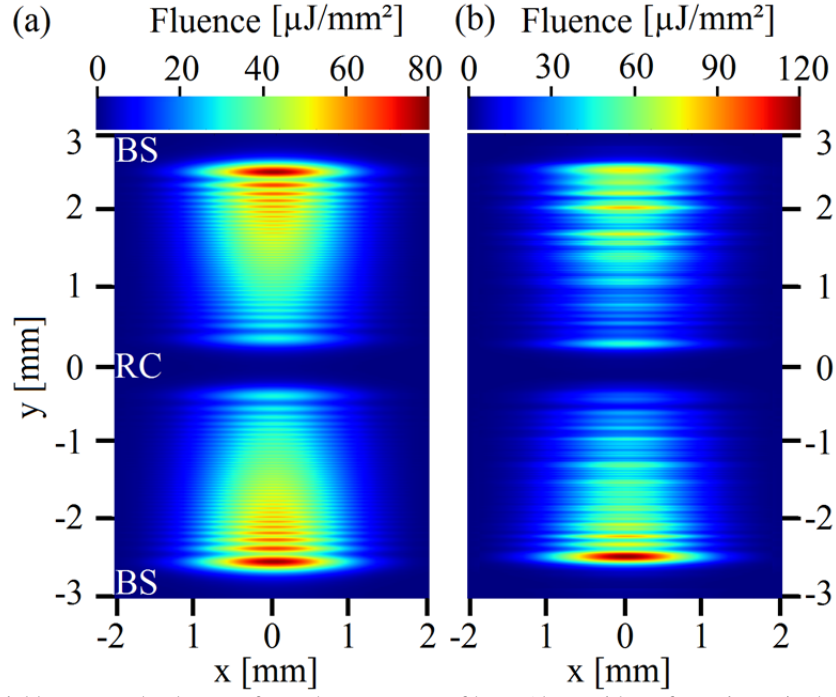 (a) Fluence [μJ/mm²] (b) Fluence [μJ/mm²]
0 20 40 60 80 0 30 60 90 120
3 BS 3
2 2
1 1
0 RC 0
-1 -1
-2 -2
-3 BS -3
y [mm]
-2 1 0 1 2 -2 1 0 1 2
x [mm] x [mm]